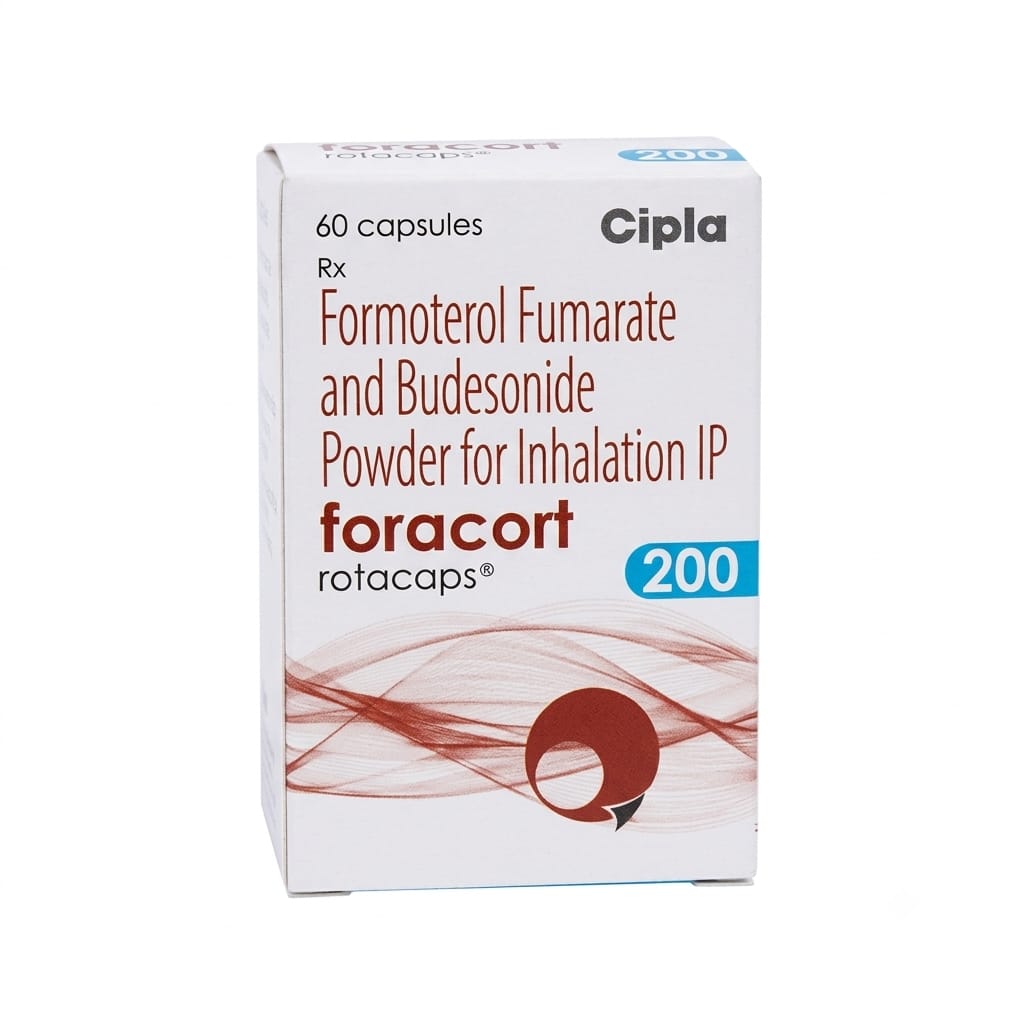 foracort
rotacaps®
200
60 capsules
Cipla
Rx
Formoterol Fumarate
and Budesonide
Powder for Inhalation IP
foracort
rotacaps®
200